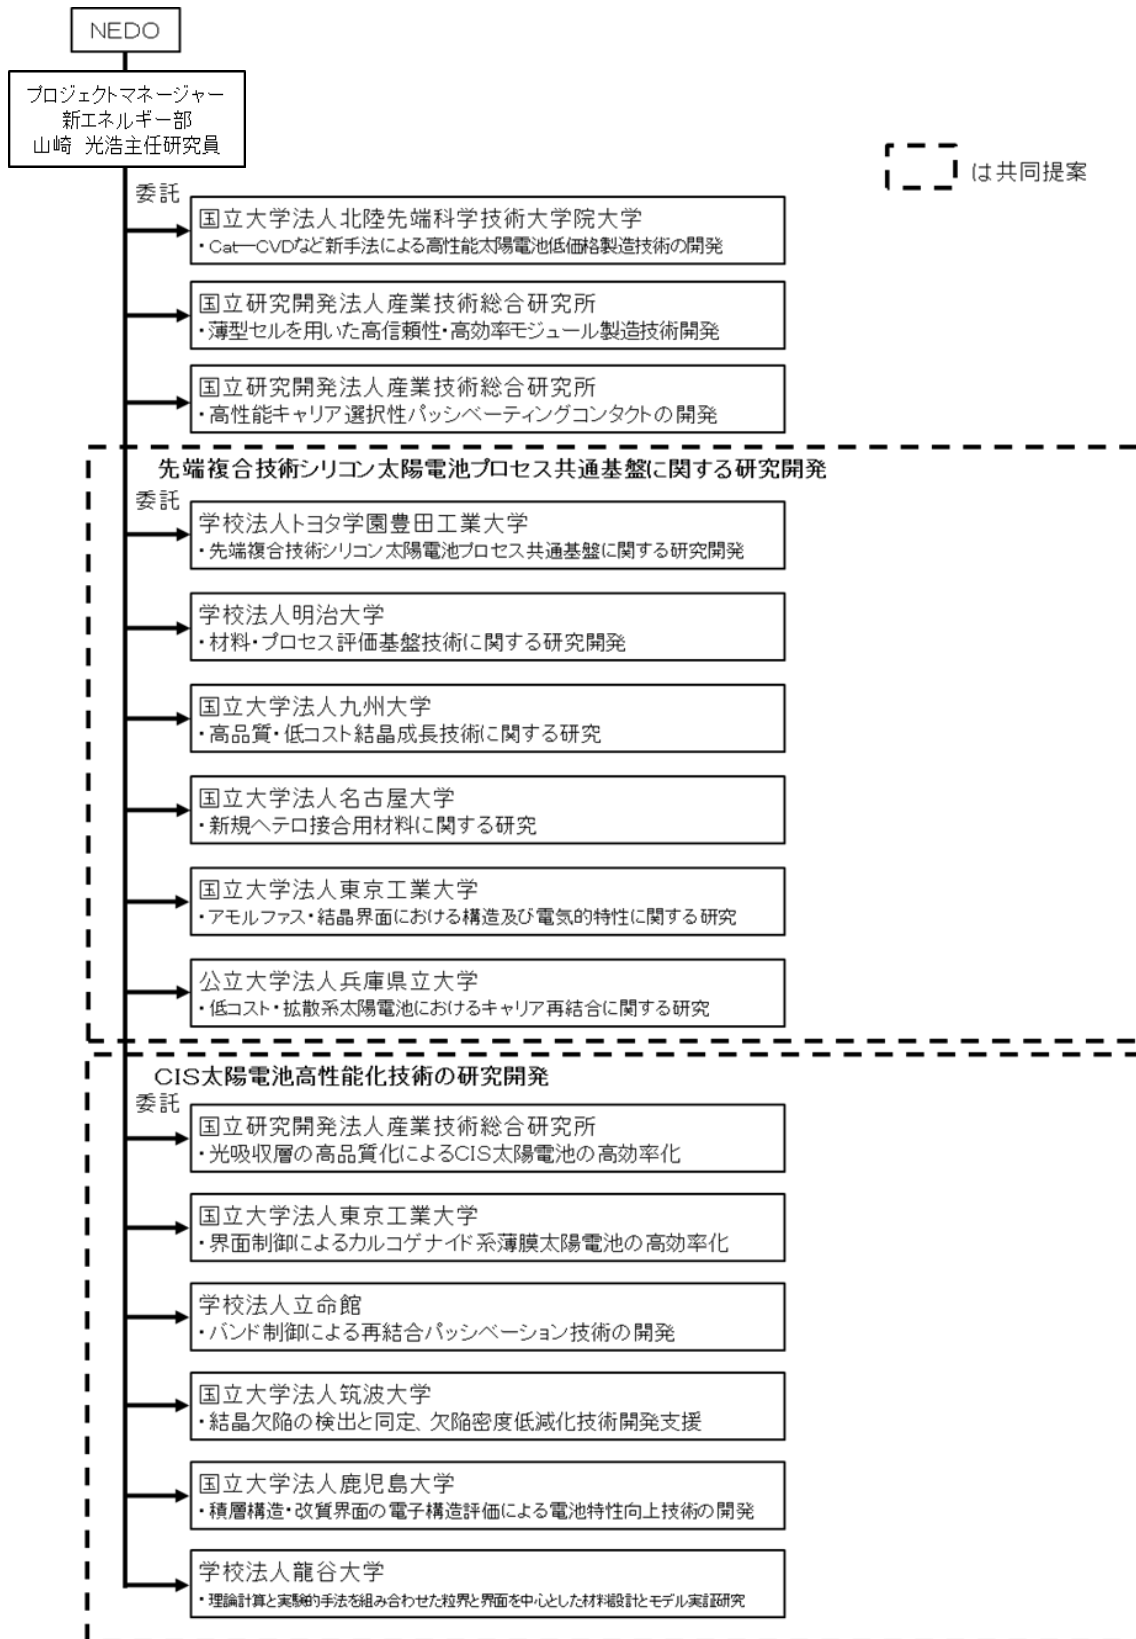 NEDO
プロジェクトマネージャー
新エネルギー部
山崎 光浩主任研究員
は共同提案
委託
国立大学法人北陸先端科学技術大学院大学
・Cat―CVDなど新手法による高性能太陽電池低価格製造技術の開発
国立研究開発法人産業技術総合研究所
・薄型セルを用いた高信頼性・高効率モジュール製造技術開発
国立研究開発法人産業技術総合研究所
・高性能キャリア選択性パッシベーティングコンタクトの開発
先端複合技術シリコン太陽電池プロセス共通基盤に関する研究開発
委託
学校法人トヨタ学園豊田工業大学
・先端複合技術シリコン太陽電池プロセス共通基盤に関する研究開発
学校法人明治大学
・材料・プロセス評価基盤技術に関する研究開発
国立大学法人九州大学
・高品質・低コスト結晶成長技術に関する研究
国立大学法人名古屋大学
・新規ヘテロ接合用材料に関する研究
国立大学法人東京工業大学
・アモルファス・結晶界面における構造及び電気的特性に関する研究
公立大学法人兵庫県立大学
・低コスト・拡散系太陽電池におけるキャリア再結合に関する研究
CIS太陽電池高性能化技術の研究開発
委託
国立研究開発法人産業技術総合研究所
・光吸収層の高品質化によるCIS太陽電池の高効率化
国立大学法人東京工業大学
・界面制御によるカルコゲナイド系薄膜太陽電池の高効率化
学校法人立命館
・バンド制御による再結合パッシベーション技術の開発
国立大学法人筑波大学
・結晶欠陥の検出と同定、欠陥密度低減化技術開発支援
国立大学法人鹿児島大学
・積層構造・改質界面の電子構造評価による電池特性向上技術の開発
学校法人龍谷大学
・理論計算と実験的手法を組み合わせた粒界と界面を中心とした材料設計とモデル実証研究